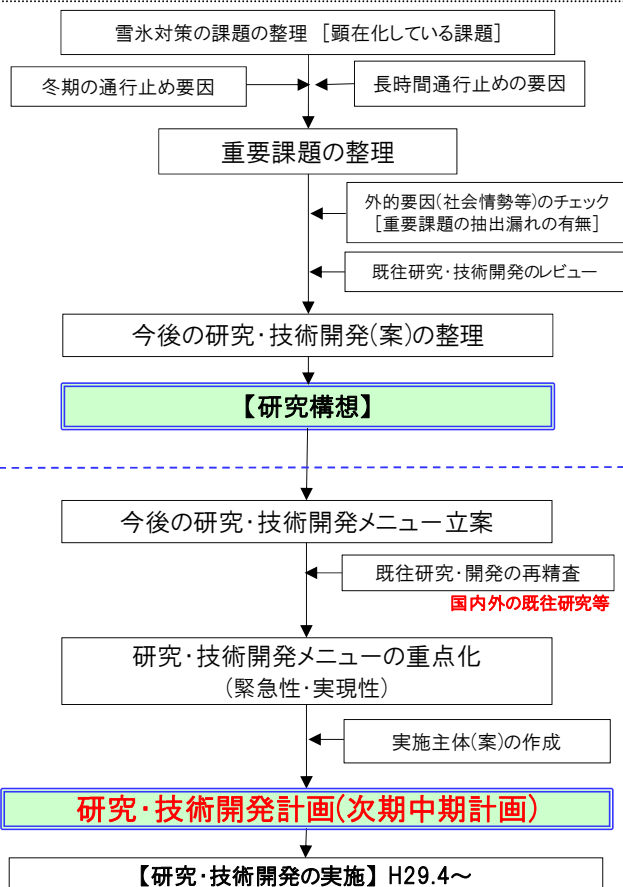 雪氷対策の課題の整理 [顕在化している課題]
冬期の通行止め要因
長時間通行止めの要因
重要課題の整理
外的要因(社会情勢等)のチェック
[重要課題の抽出漏れの有無]
既往研究・技術開発のレビュー
今後の研究・技術開発(案)の整理
【研究構想】
今後の研究・技術開発メニュー立案
既往研究・開発の再精査
国内外の既往研究等
研究・技術開発メニューの重点化
(緊急性・実現性)
実施主体(案)の作成
研究・技術開発計画(次期中期計画)
【研究・技術開発の実施】H29.4～